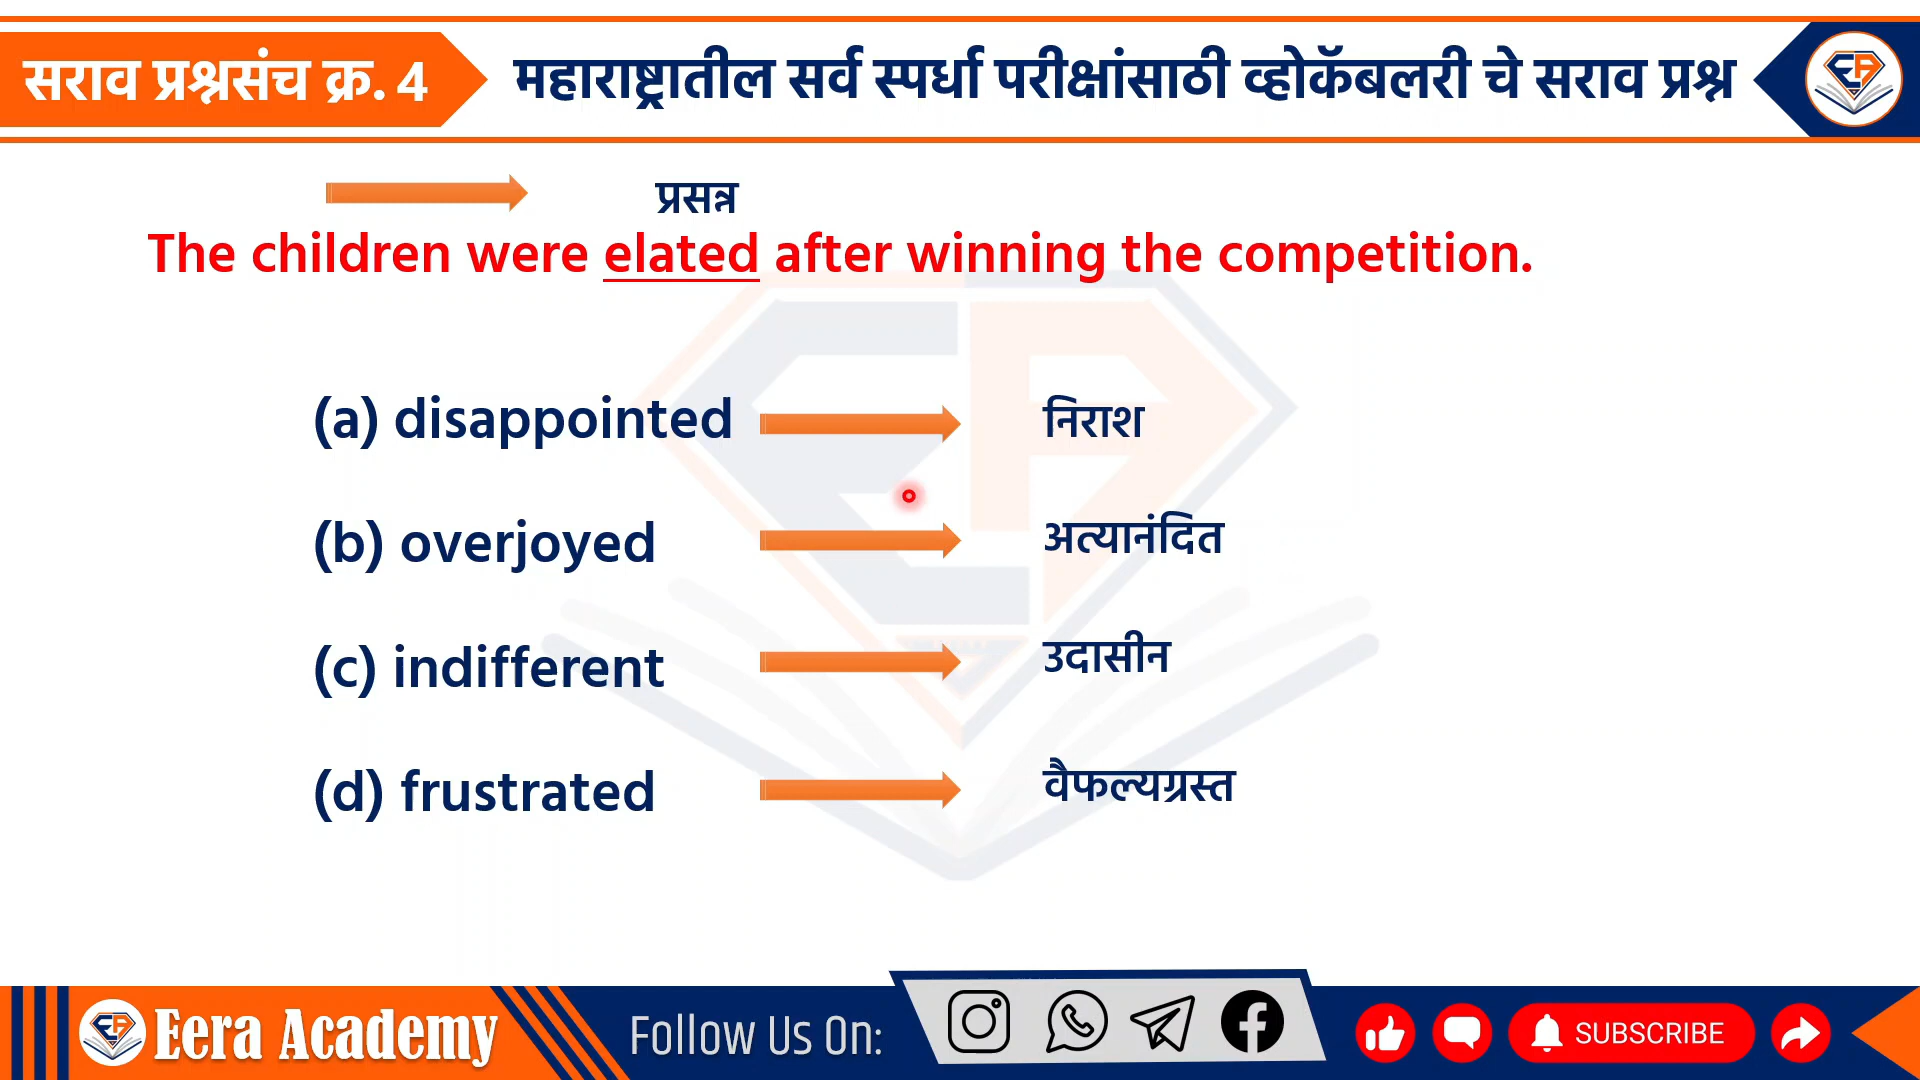 सराव प्रश्नसंच क्र. 4
महाराष्ट्रातील सर्व स्पर्धा परीक्षांसाठी व्होकॅबलरी चे सराव प्रश्न
प्रसन्न
The children were elated after winning the competition.
(a) disappointed निराश
(b) overjoyed अत्यानंदित
(c) indifferent उदासीन
(d) frustrated वैफल्यग्रस्त
Eera Academy
Follow Us On:
SUBSCRIBE